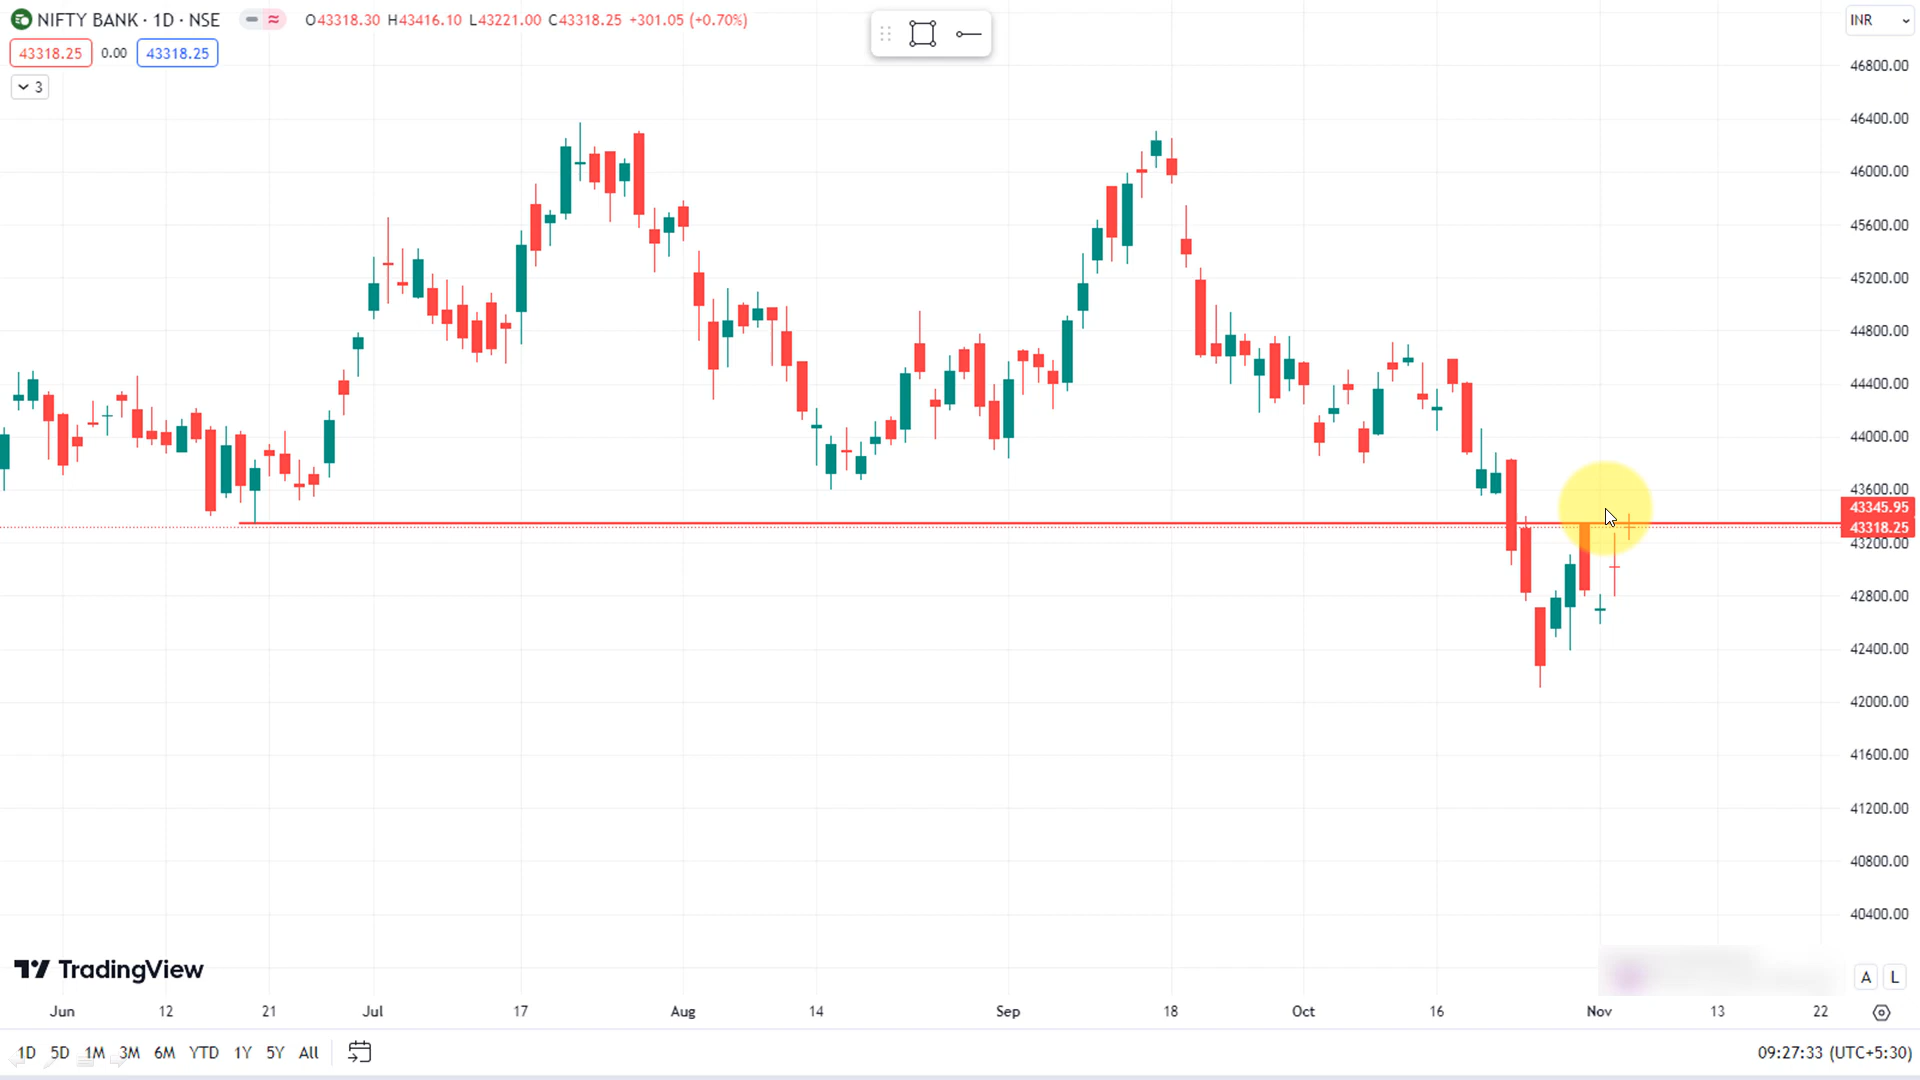 NIFTY BANK · 1D · NSE O43318.30 H43416.10 L43221.00 C43318.25 +301.05 (+0.70%)
INR
43318.25 0.00 43318.25
3
46800.00
46400.00
46000.00
45600.00
45200.00
44800.00
44400.00
44000.00
43600.00
43345.95
43318.25
43200.00
42800.00
42400.00
42000.00
41600.00
41200.00
40800.00
40400.00
TradingView
A L
Jun 12 21 Jul 17 Aug 14 Sep 18 Oct 16 Nov 13 22
1D 5D 1M 3M 6M YTD 1Y 5Y All
09:27:33 (UTC+5:30)